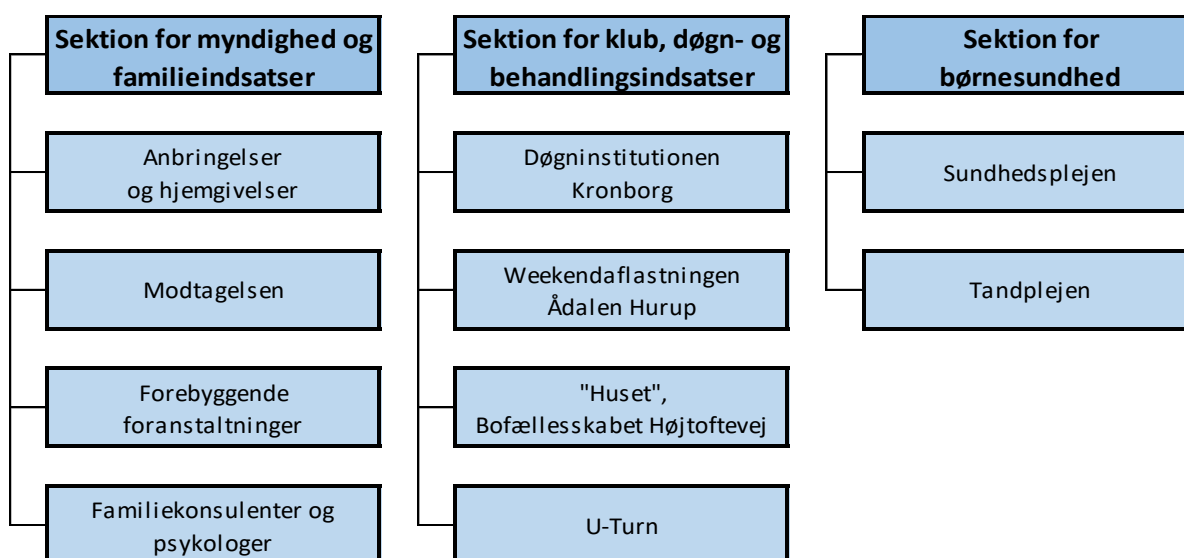 Sektion for myndighed og
familieindsatser
Anbringelser
og hjemgivelser
Modtagelsen
Forebyggende
foranstaltninger
Familiekonsulenter og
psykologer
Sektion for klub, døgn- og
behandlingsindsatser
Døgninstitutionen
Kronborg
Weekendaflastningen
Ådalen Hurup
"Huset",
Bofællesskabet Højtoftevej
U-Turn
Sektion for
børnesundhed
Sundhedsplejen
Tandplejen